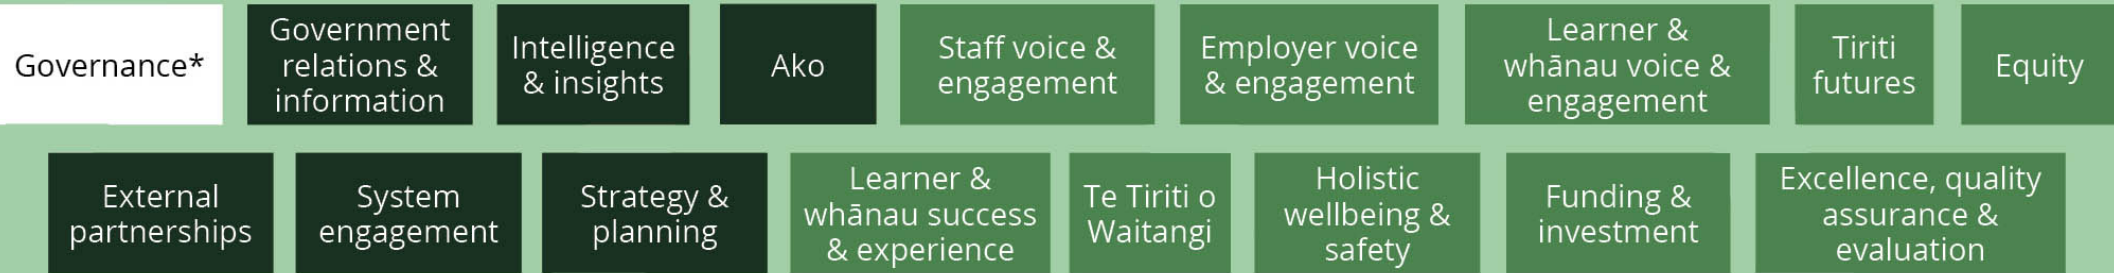 Governance*
Government
relations &
information
Intelligence
& insights
Ako
Staff voice &
engagement
Employer voice
& engagement
Learner &
whānau voice &
engagement
Tiriti
futures
Equity
External
partnerships
System
engagement
Strategy &
planning
Learner &
whānau success
& experience
Te Tiriti o
Waitangi
Holistic
wellbeing &
safety
Funding &
investment
Excellence, quality
assurance &
evaluation